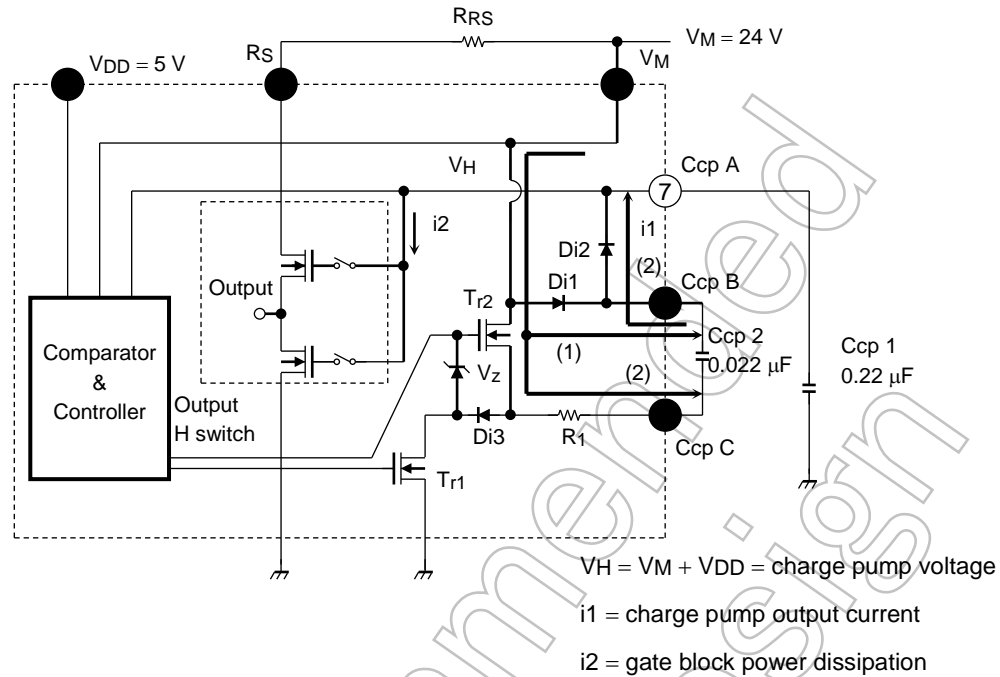 RRS
VM = 24 V
VDD = 5 V
RS
VM
VH
Ccp A
7
i2
i1
Di2
(2)
Di1
Ccp B
Output
Tr2
(1)
Ccp 2
0.022 μF
Ccp 1
0.22 μF
Comparator
&
Controller
Vz
(2)
Output
H switch
Di3
R1
Ccp C
Tr1
VH = VM + VDD = charge pump voltage
i1 = charge pump output current
i2 = gate block power dissipation